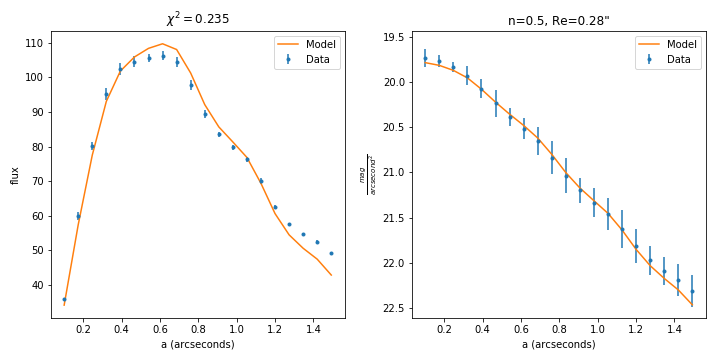 χ² = 0.235
110
100
90
80
70
60
50
40
flux
0.2 0.4 0.6 0.8 1.0 1.2 1.4
a (arcseconds)
Model
Data
n=0.5, Re=0.28"
19.5
20.0
20.5
21.0
21.5
22.0
22.5
mag
arcsecond²
0.2 0.4 0.6 0.8 1.0 1.2 1.4
a (arcseconds)
Model
Data